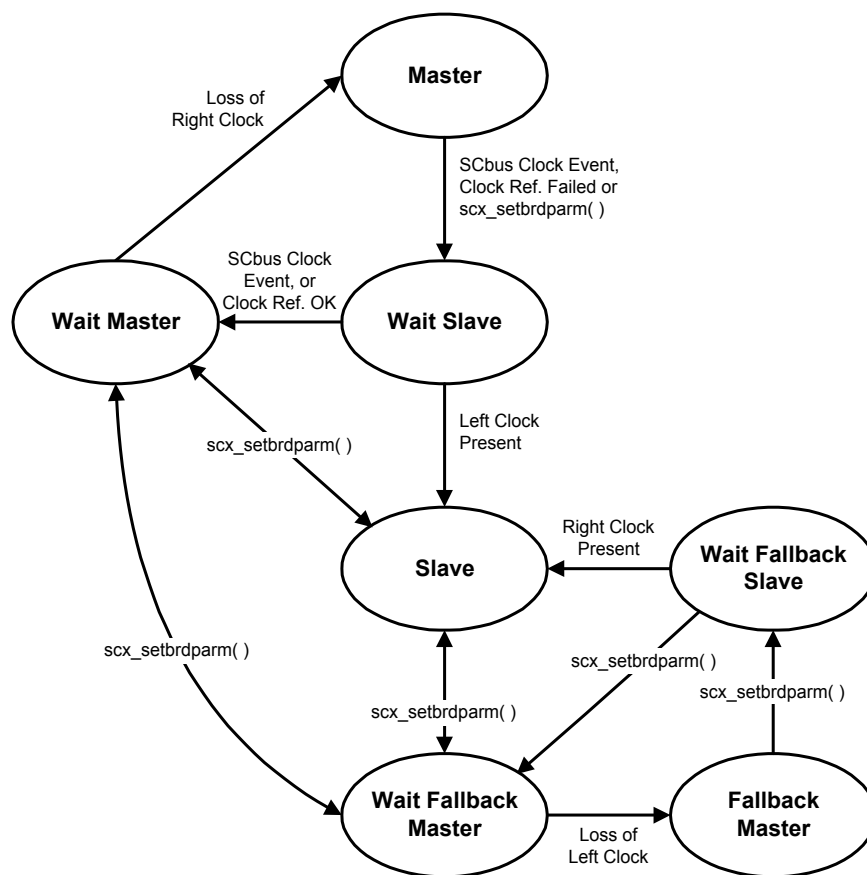 Master
Loss of
Right Clock
SCbus Clock Event,
Clock Ref. Failed or
scx_setbrdparm( )
SCbus Clock
Event, or
Clock Ref. OK
Wait Master
Wait Slave
Left Clock
Present
scx_setbrdparm( )
Right Clock
Present
Slave
Wait Fallback
Slave
scx_setbrdparm( )
scx_setbrdparm( )
scx_setbrdparm( )
scx_setbrdparm( )
Wait Fallback
Master
Fallback
Master
Loss of
Left Clock